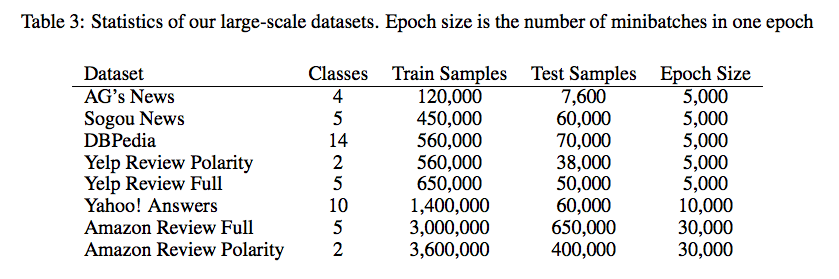 Table 3: Statistics of our large-scale datasets. Epoch size is the number of minibatches in one epoch
Dataset Classes Train Samples Test Samples Epoch Size
AG's News 4 120,000 7,600 5,000
Sogou News 5 450,000 60,000 5,000
DBPedia 14 560,000 70,000 5,000
Yelp Review Polarity 2 560,000 38,000 5,000
Yelp Review Full 5 650,000 50,000 5,000
Yahoo! Answers 10 1,400,000 60,000 10,000
Amazon Review Full 5 3,000,000 650,000 30,000
Amazon Review Polarity 2 3,600,000 400,000 30,000